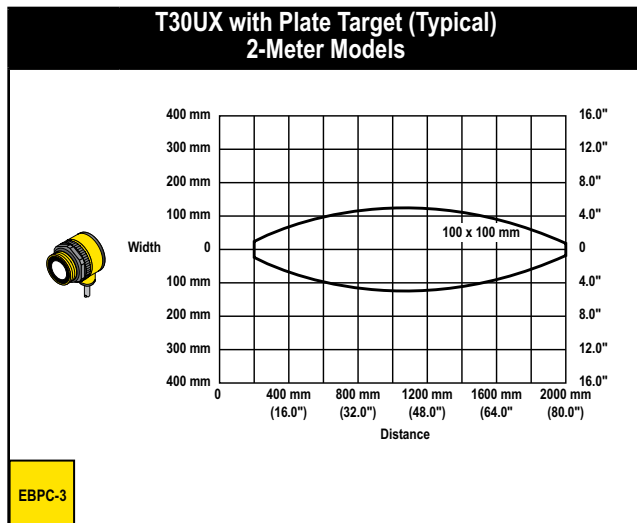 T30UX with Plate Target (Typical)
2-Meter Models
400 mm 16.0"
300 mm 12.0"
200 mm 8.0"
100 mm 4.0"
100 x 100 mm
Width 0 0
100 mm 4.0"
200 mm 8.0"
300 mm 12.0"
400 mm 16.0"
0 400 mm 800 mm 1200 mm 1600 mm 2000 mm
(16.0") (32.0") (48.0") (64.0" (80.0")
Distance
EBPC-3